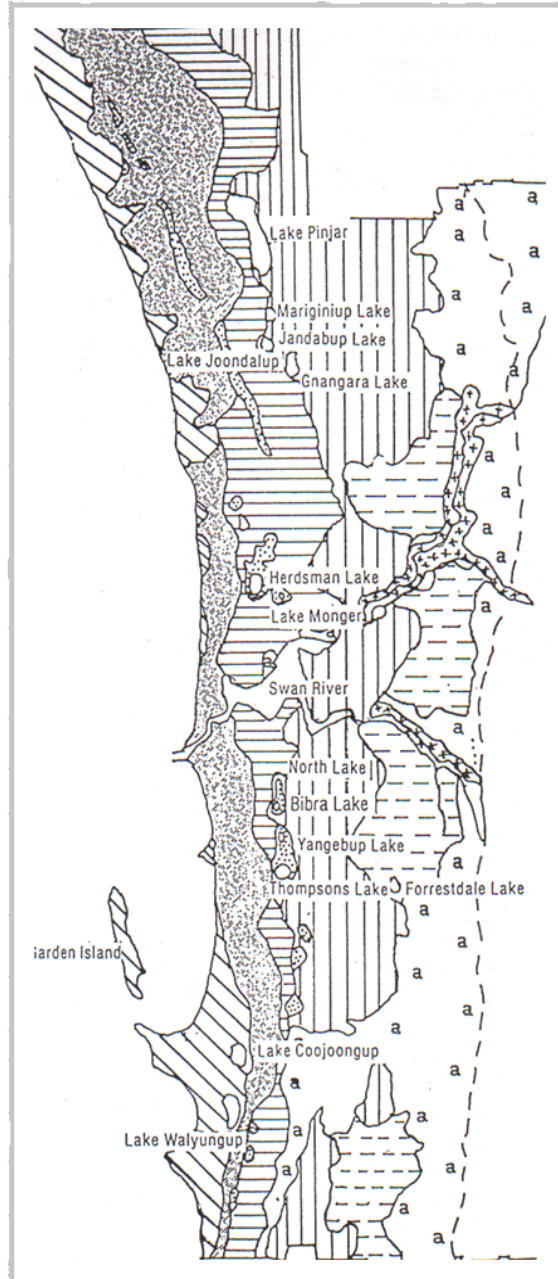 a
a
a
Lake Pinjar
a
Mariginiup Lake
a
Jandabup Lake
a
Lake Joondalup
a
Gnangara Lake
a
a
a
a
Herdsman Lake
a
Lake Monger
a
Swan River
a
North Lake
a
Bibra Lake
a
Yangebup Lake
a
a
Thompsons Lake
Forrestdale Lake
a
a
Garden Island
a
a
a
Lake Coojoongup
a
a
a
a
Lake Walyungup
a
a
a
a
a
a